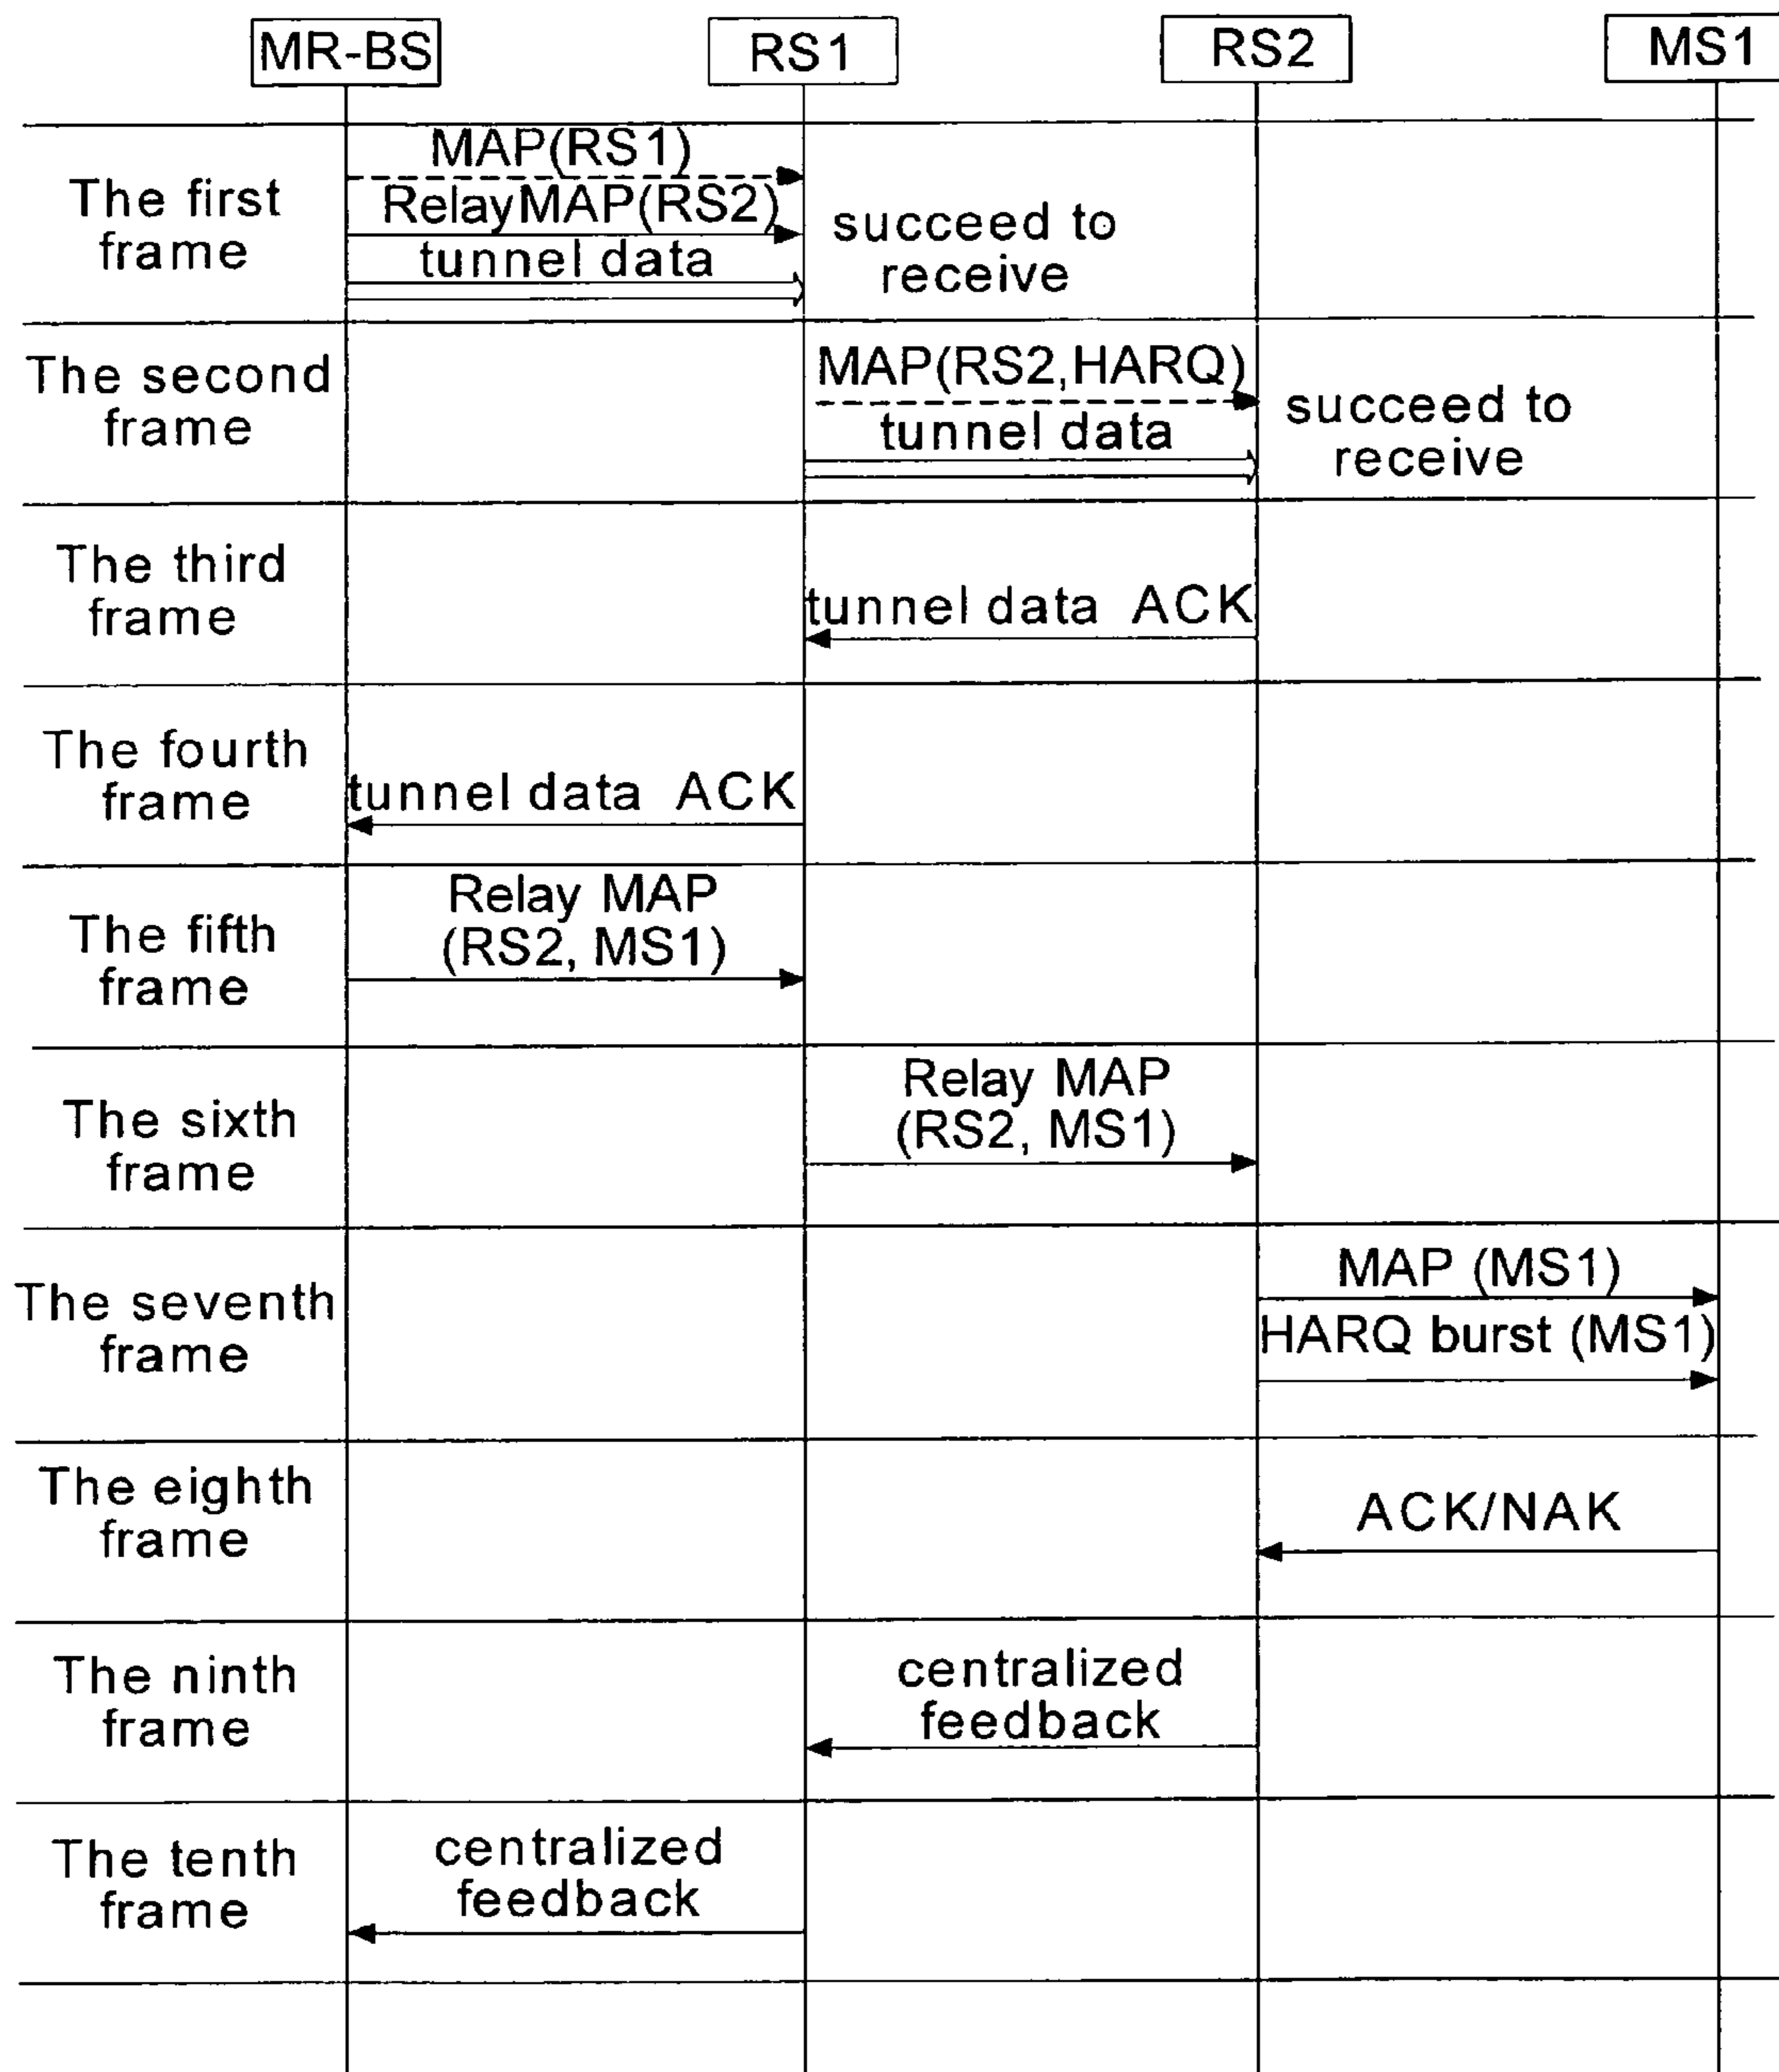 MR-BS RS1 RS2 MS1
MAP(RS1)
The first
frame
RelayMAP(RS2)
tunnel data
succeed to
receive
The second
frame
MAP(RS2,HARQ)
tunnel data
succeed to
receive
The third
frame
tunnel data ACK
The fourth
frame
tunnel data ACK
The fifth
frame
Relay MAP
(RS2, MS1)
The sixth
frame
Relay MAP
(RS2, MS1)
The seventh
frame
MAP (MS1)
HARQ burst (MS1)
The eighth
frame
ACK/NAK
The ninth
frame
centralized
feedback
The tenth
frame
centralized
feedback